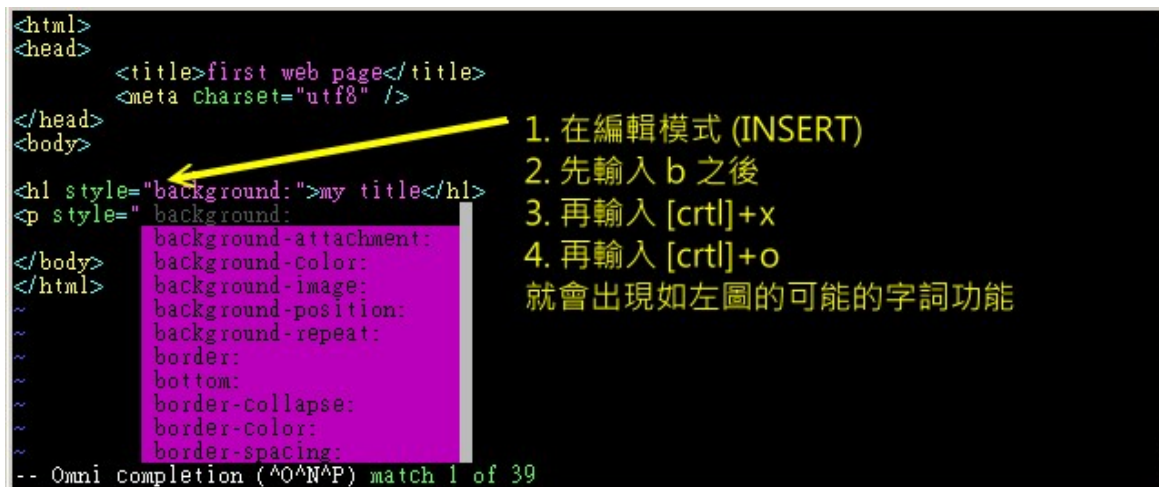 <html>
<head>
<title>first web page</title>
<meta charset="utf8" />
</head>
<body>
<h1 style="background:">my title</h1>
<p style=" background:
background-attachment:
</body> background-color:
</html> background-image:
~ background-position:
~ background-repeat:
~ border:
~ bottom:
~ border-collapse:
~ border-color:
~ border-spacing:
-- Omni completion (^O^N^P) match 1 of 39
1. 在編輯模式 (INSERT)
2. 先輸入 b 之後
3. 再輸入 [crtl]+x
4. 再輸入 [crtl]+o
就會出現如左圖的可能的字詞功能